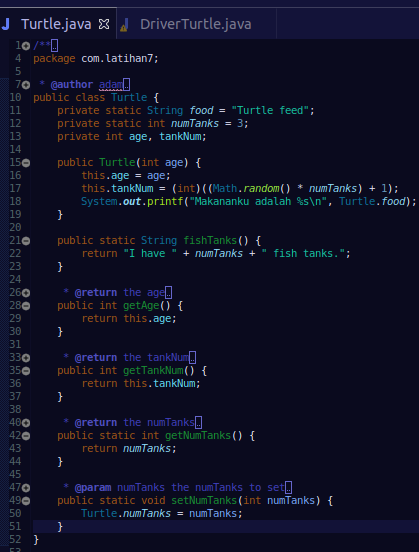 Turtle.java
DriverTurtle.java
1 /**
4 package com.latihan7;
5
7 * @author adam
10 public class Turtle {
11 private static String food = "Turtle feed";
12 private static int numTanks = 3;
13 private int age, tankNum;
14
15 public Turtle(int age) {
16 this.age = age;
17 this.tankNum = (int)((Math.random() * numTanks) + 1);
18 System.out.printf("Makananku adalah %s\n", Turtle.food);
19 }
20
21 public static String fishTanks() {
22 return "I have " + numTanks + " fish tanks.";
23 }
24
26 * @return the age
28 public int getAge() {
29 return this.age;
30 }
31
33 * @return the tankNum
35 public int getTankNum() {
36 return this.tankNum;
37 }
38
40 * @return the numTanks
42 public static int getNumTanks() {
43 return numTanks;
44 }
45
47 * @param numTanks the numTanks to set
49 public static void setNumTanks(int numTanks) {
50 Turtle.numTanks = numTanks;
51 }
52 }
53